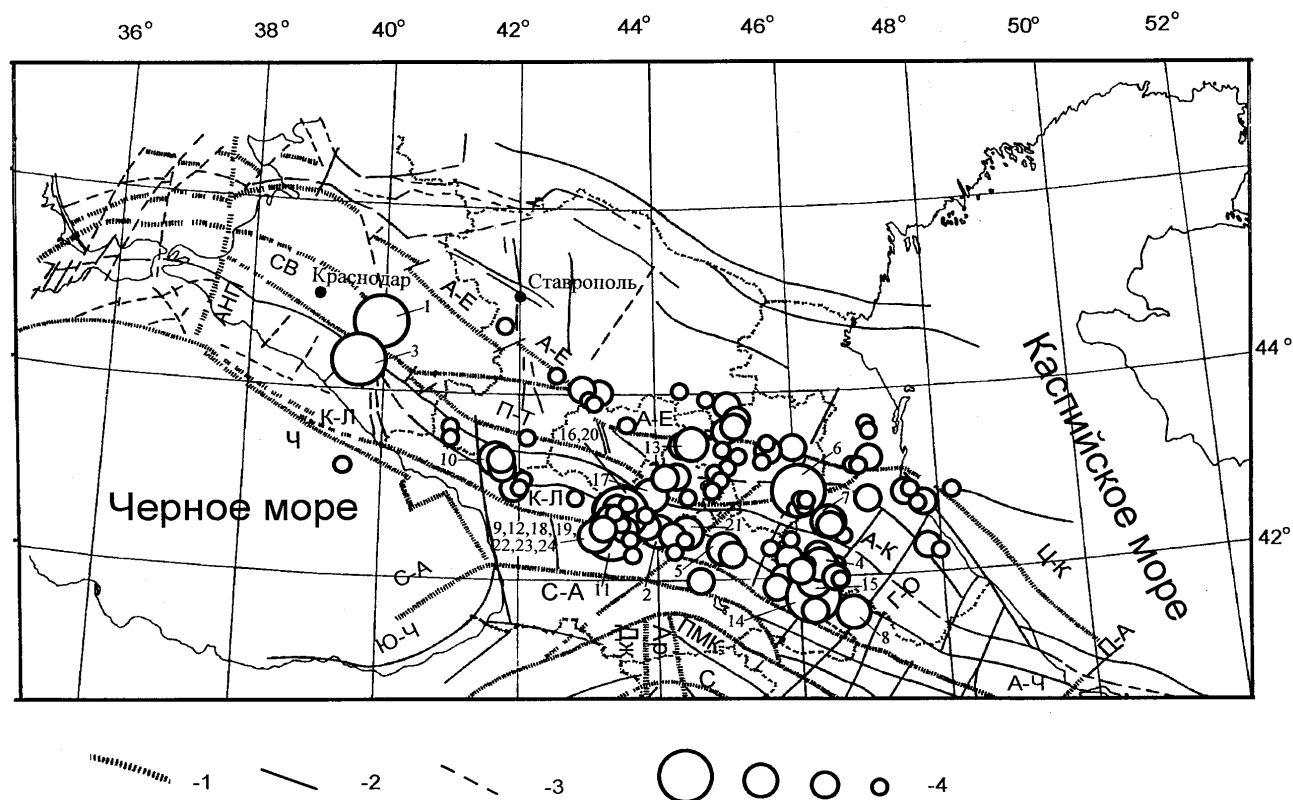 36° 38° 40° 42° 44° 46° 48° 50° 52°
СВ
Краснодар
Ставрополь
АНП
А-Е
1
А-Е
3
44°
Каспийское море
П-Т
К-Л
Ч
16,20
А-Е
13
6
10
17
7
К-Л
Черное море
9,12,18,19,
22,23,24
21
42°
А-К
Ч-К
С-А
5
4
С-А
11
2
15
Г-О
14
8
Ю-Ч
ПМК
Д-А
С
А-Ч
-1 -2 -3 -4